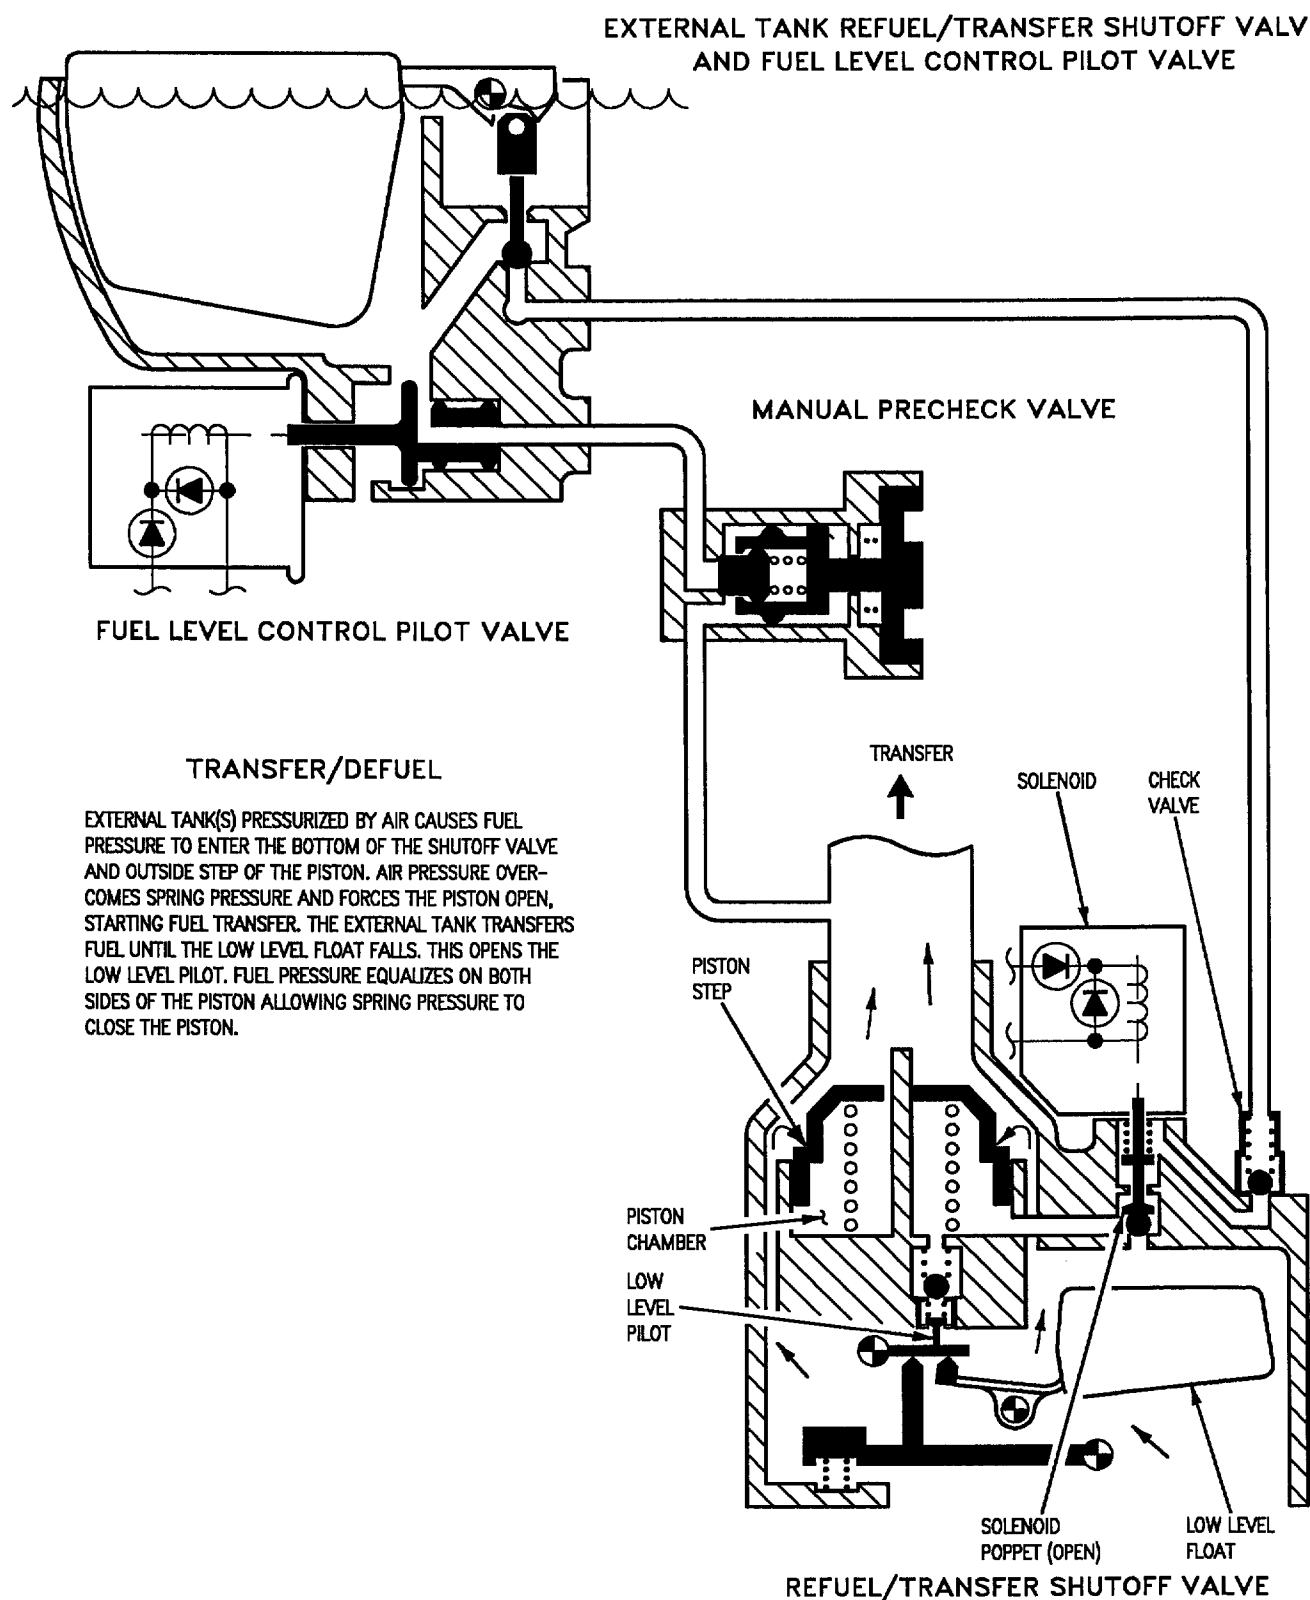 EXTERNAL TANK REFUEL/TRANSFER SHUTOFF VALV
AND FUEL LEVEL CONTROL PILOT VALVE
MANUAL PRECHECK VALVE
FUEL LEVEL CONTROL PILOT VALVE
TRANSFER/DEFUEL
EXTERNAL TANK(S) PRESSURIZED BY AIR CAUSES FUEL
PRESSURE TO ENTER THE BOTTOM OF THE SHUTOFF VALVE
AND OUTSIDE STEP OF THE PISTON. AIR PRESSURE OVER-
COMES SPRING PRESSURE AND FORCES THE PISTON OPEN,
STARTING FUEL TRANSFER. THE EXTERNAL TANK TRANSFERS
FUEL UNTIL THE LOW LEVEL FLOAT FALLS. THIS OPENS THE
LOW LEVEL PILOT. FUEL PRESSURE EQUALIZES ON BOTH
SIDES OF THE PISTON ALLOWING SPRING PRESSURE TO
CLOSE THE PISTON.
TRANSFER
SOLENOID
CHECK
VALVE
PISTON
STEP
PISTON
CHAMBER
LOW
LEVEL
PILOT
SOLENOID
POPPET (OPEN)
LOW LEVEL
FLOAT
REFUEL/TRANSFER SHUTOFF VALVE